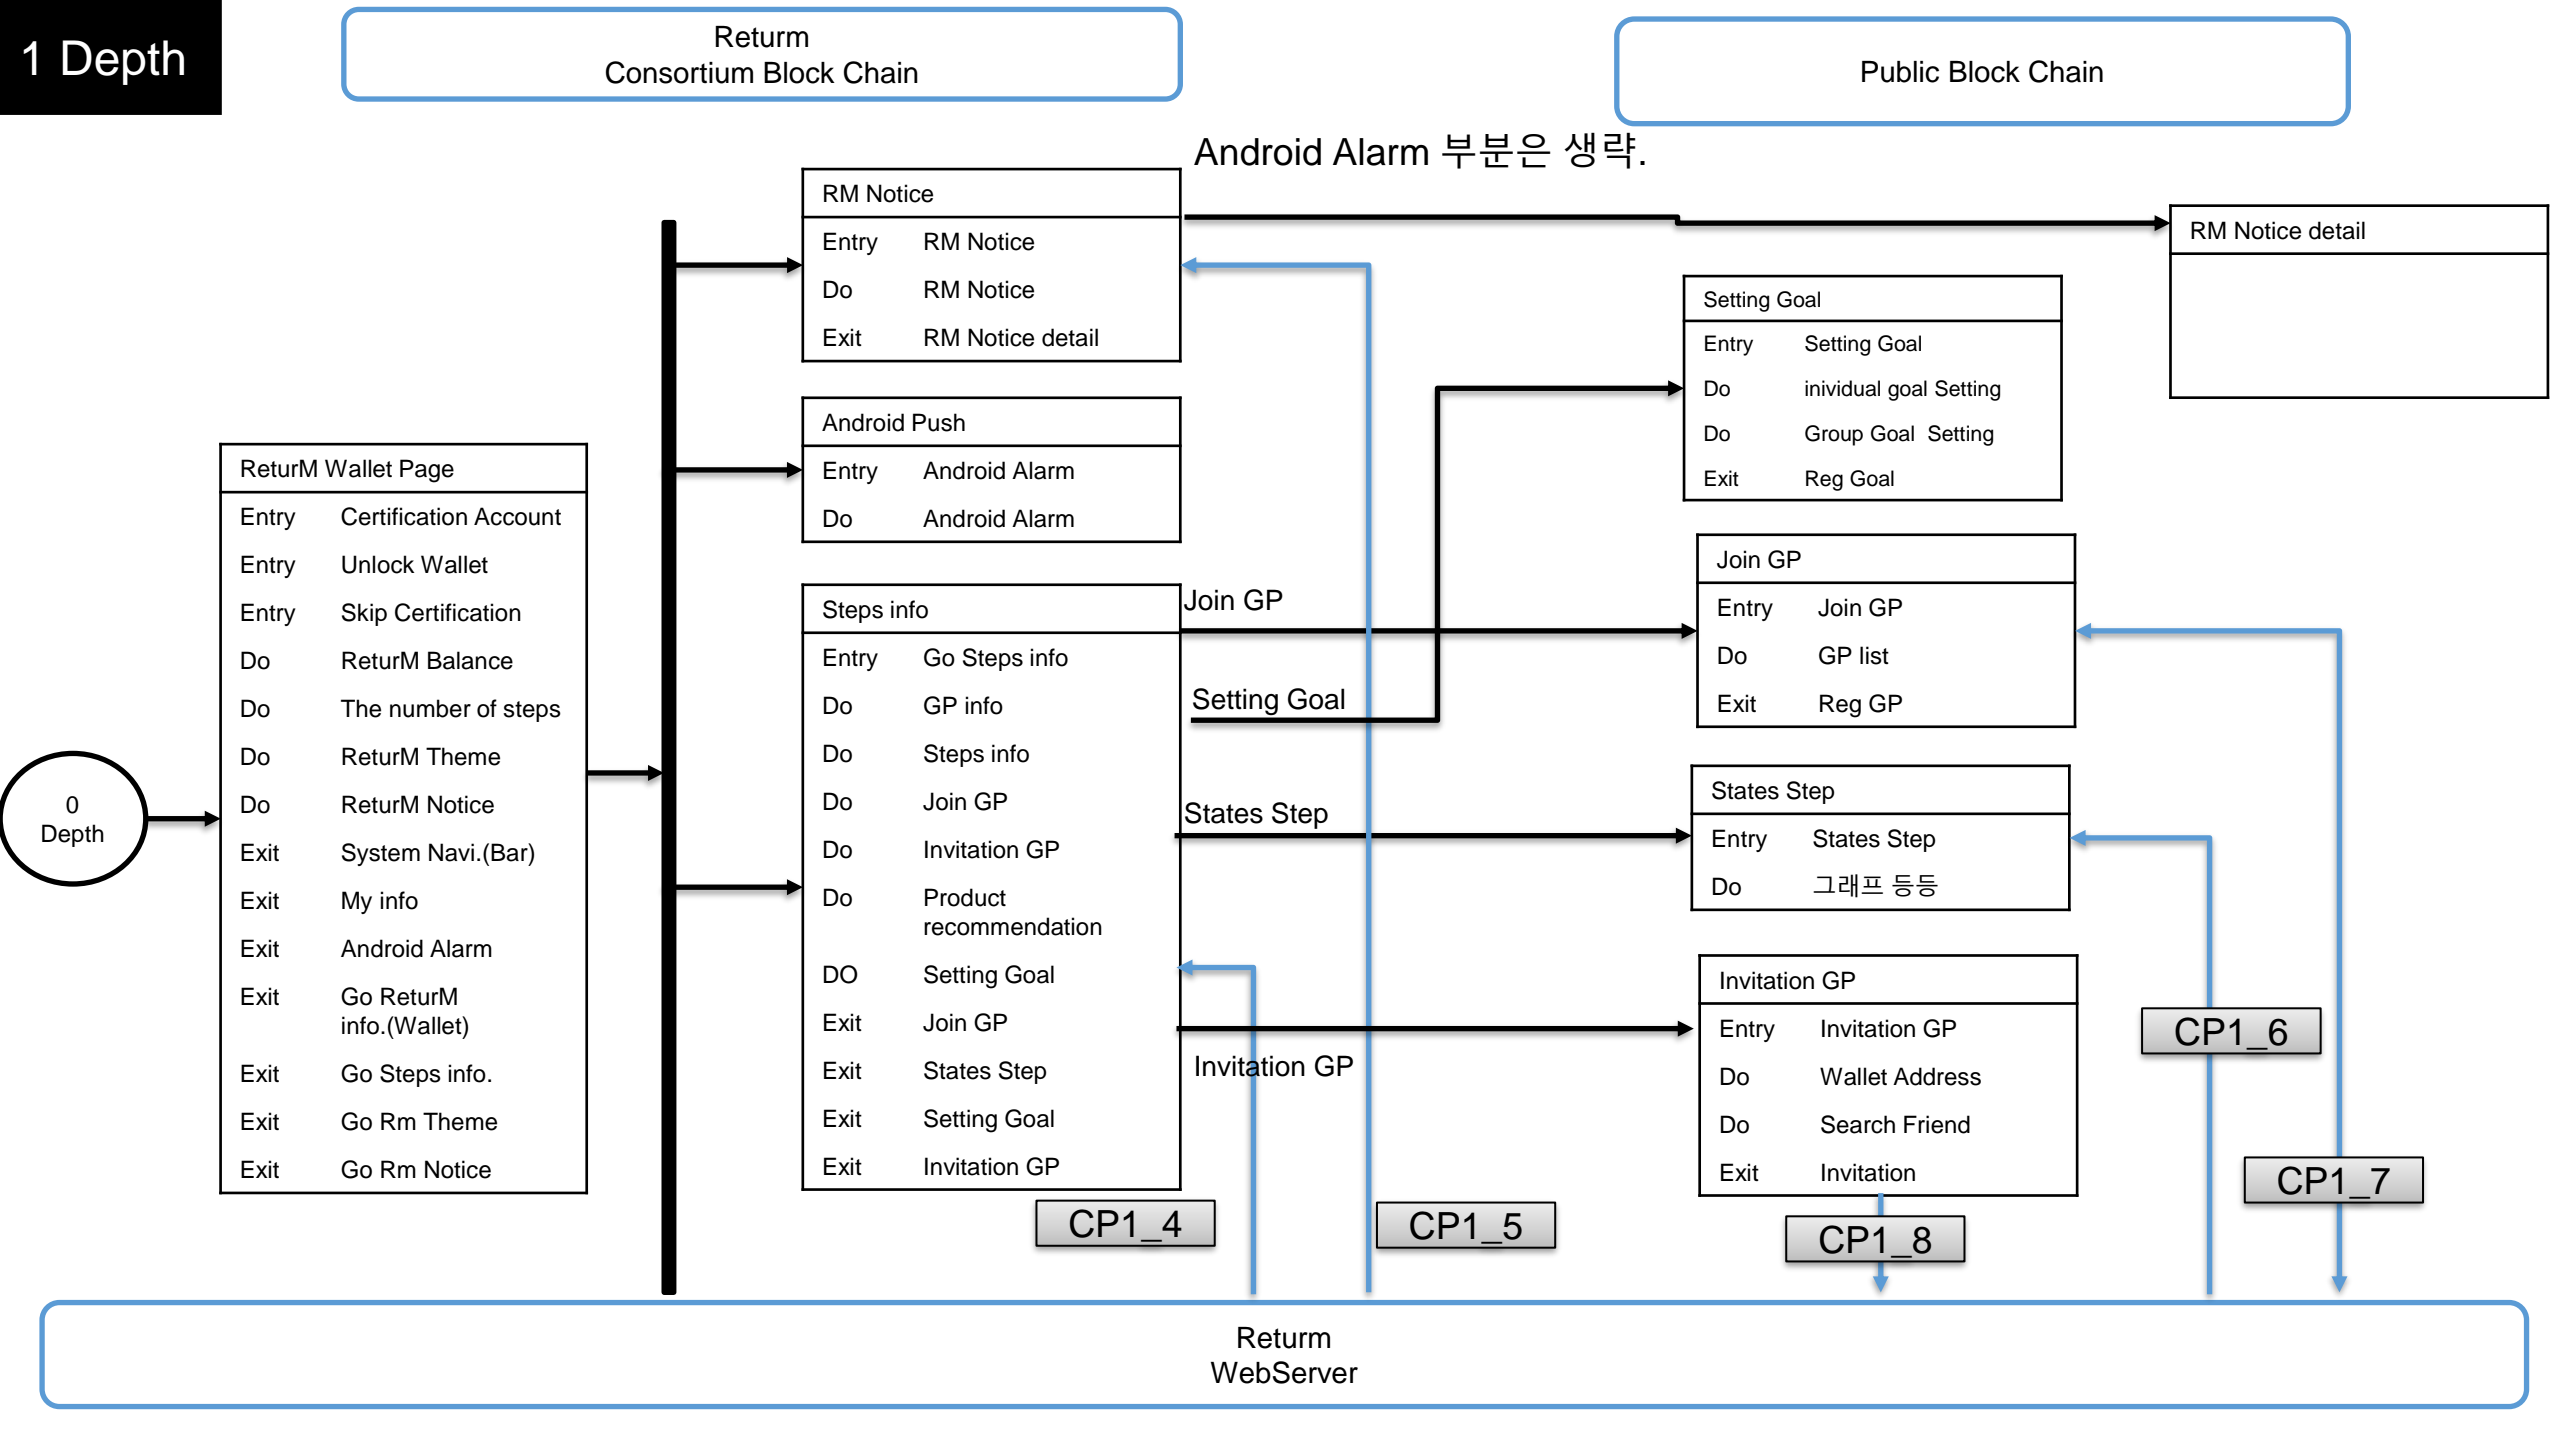 1 Depth
Returm
Consortium Block Chain
Public Block Chain
Android Alarm 부분은 생략.
0
Depth
ReturM Wallet Page
Entry Certification Account
Entry Unlock Wallet
Entry Skip Certification
Do ReturM Balance
Do The number of steps
Do ReturM Theme
Do ReturM Notice
Exit System Navi.(Bar)
Exit My info
Exit Android Alarm
Exit Go ReturM
info.(Wallet)
Exit Go Steps info.
Exit Go Rm Theme
Exit Go Rm Notice
RM Notice
Entry RM Notice
Do RM Notice
Exit RM Notice detail
Android Push
Entry Android Alarm
Do Android Alarm
Steps info
Entry Go Steps info
Do GP info
Do Steps info
Do Join GP
Do Invitation GP
Do Product
recommendation
DO Setting Goal
Exit Join GP
Exit States Step
Exit Setting Goal
Exit Invitation GP
Join GP
Setting Goal
States Step
Invitation GP
RM Notice detail
Setting Goal
Entry Setting Goal
Do inividual goal Setting
Do Group Goal Setting
Exit Reg Goal
Join GP
Entry Join GP
Do GP list
Exit Reg GP
States Step
Entry States Step
Do 그래프 등등
Invitation GP
Entry Invitation GP
Do Wallet Address
Do Search Friend
Exit Invitation
CP1_4
CP1_5
CP1_8
CP1_6
CP1_7
Returm
WebServer